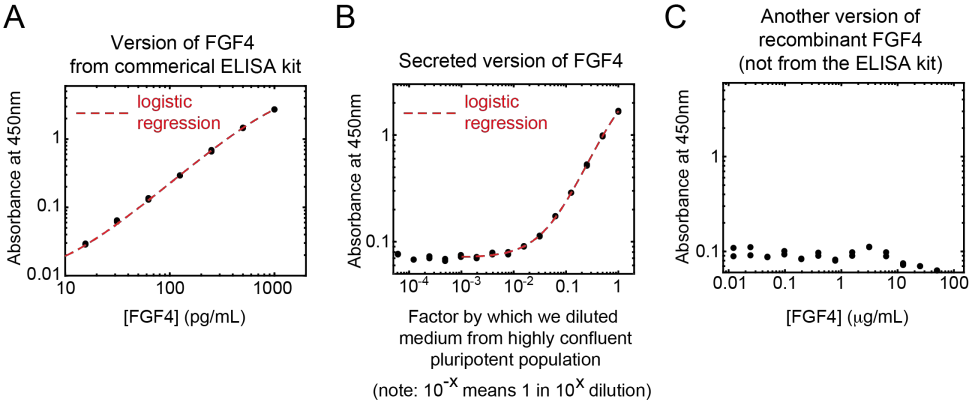 A
Version of FGF4
from commerical ELISA kit
logistic
regression
Absorbance at 450nm
1
0.1
0.01
10
100
1000
[FGF4] (pg/mL)
B
Secreted version of FGF4
logistic
regression
Absorbance at 450nm
1
0.1
10-4
10-3
10-2
0.1
1
Factor by which we diluted
medium from highly confluent
pluripotent population
(note: 10-x means 1 in 10x dilution)
C
Another version of
recombinant FGF4
(not from the ELISA kit)
Absorbance at 450nm
1
0.1
0.01
0.1
1
10
100
[FGF4] (μg/mL)